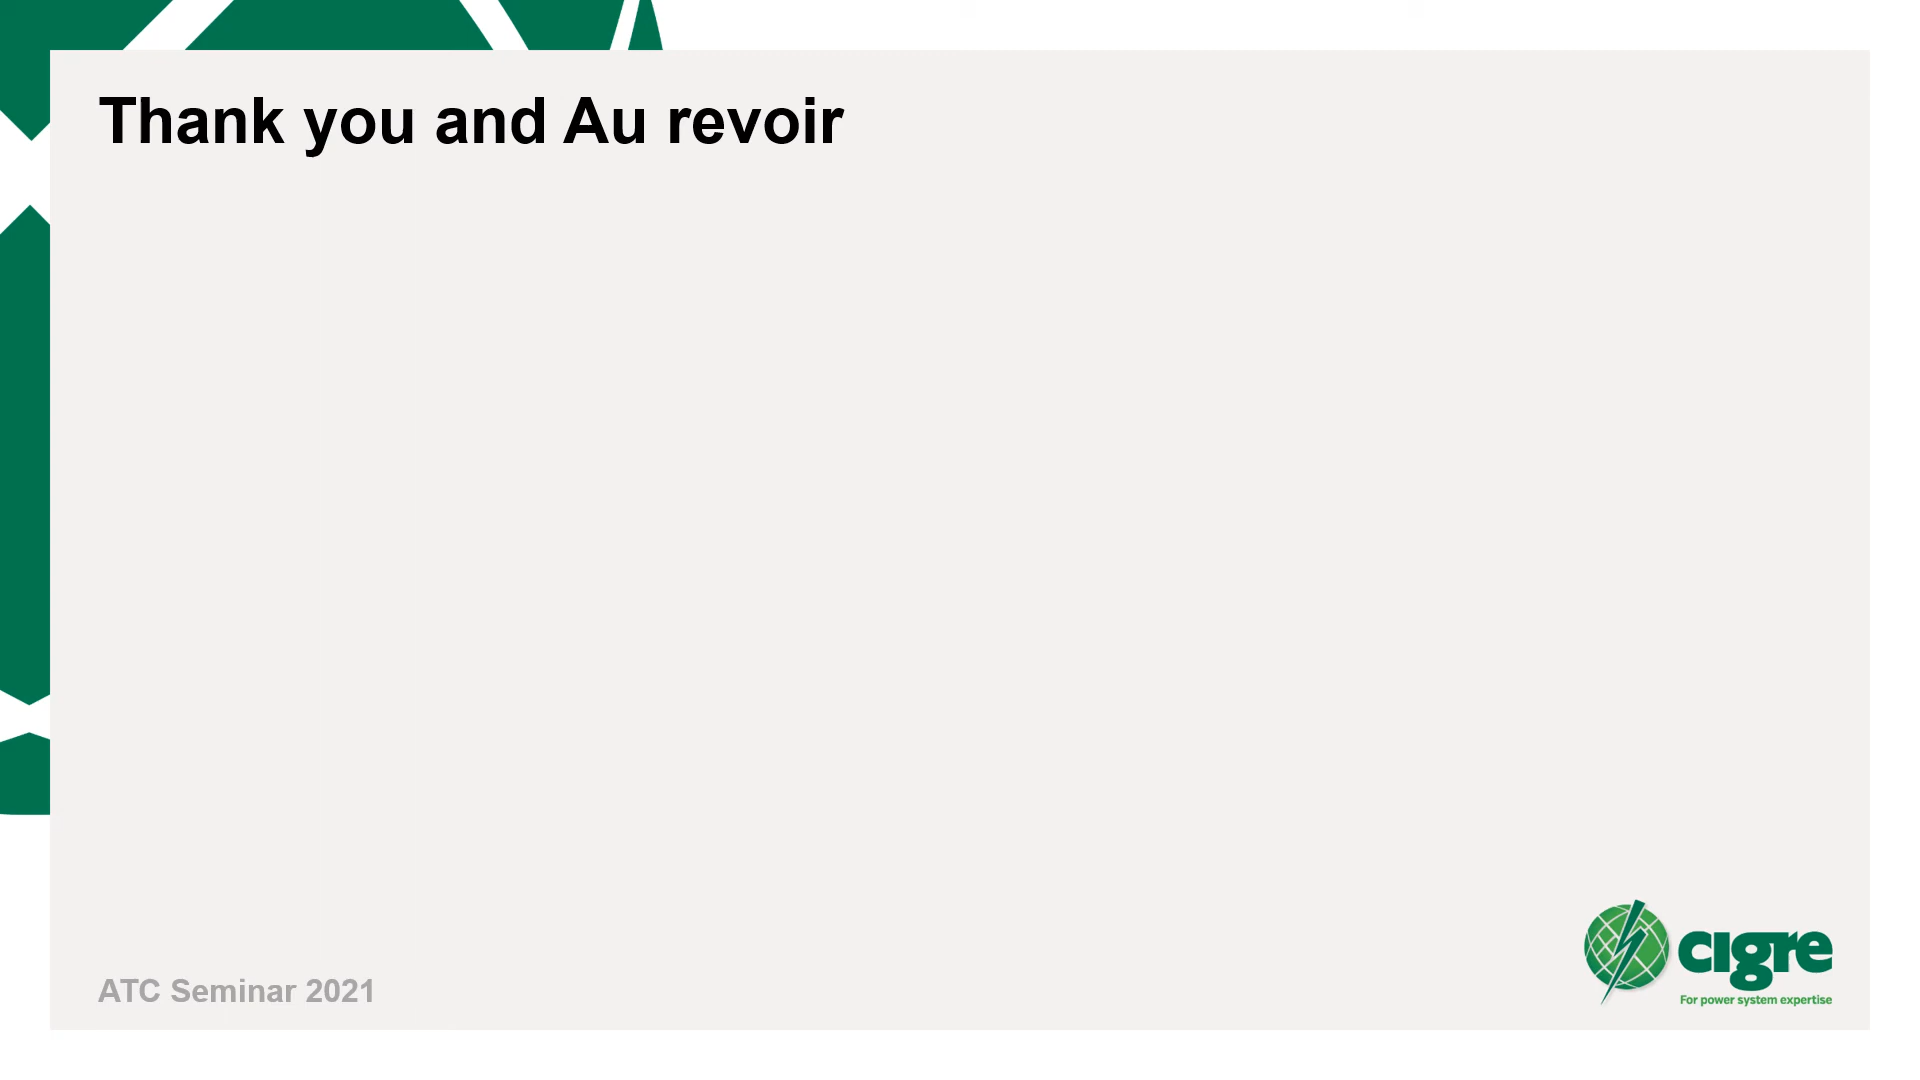 Thank you and Au revoir
cigre
For power system expertise
ATC Seminar 2021